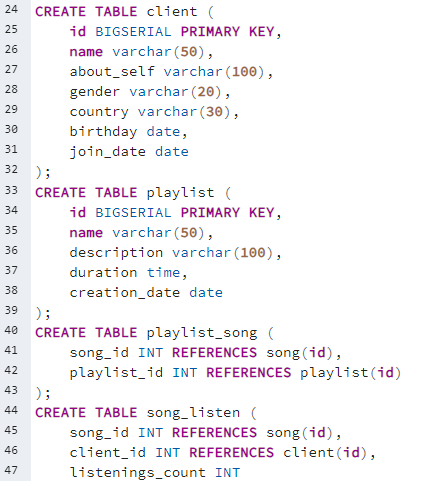 24 CREATE TABLE client (
25 id BIGSERIAL PRIMARY KEY,
26 name varchar(50),
27 about_self varchar(100),
28 gender varchar(20),
29 country varchar(30),
30 birthday date,
31 join_date date
32 );
33 CREATE TABLE playlist (
34 id BIGSERIAL PRIMARY KEY,
35 name varchar(50),
36 description varchar(100),
37 duration time,
38 creation_date date
39 );
40 CREATE TABLE playlist_song (
41 song_id INT REFERENCES song(id),
42 playlist_id INT REFERENCES playlist(id)
43 );
44 CREATE TABLE song_listen (
45 song_id INT REFERENCES song(id),
46 client_id INT REFERENCES client(id),
47 listenings_count INT